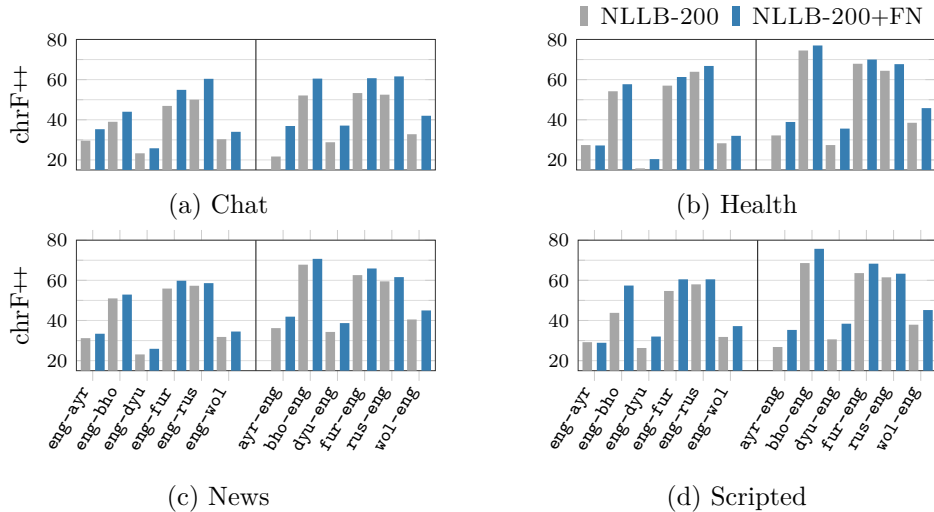 NLLB-200 NLLB-200+FN
chrF++
80
60
40
20
(a) Chat
80
60
40
20
(b) Health
chrF++
80
60
40
20
eng-ayr eng-bho eng-dyu eng-fur eng-rus eng-wol ayr-eng bho-eng dyu-eng fur-eng rus-eng wol-eng
(c) News
80
60
40
20
eng-ayr eng-bho eng-dyu eng-fur eng-rus eng-wol ayr-eng bho-eng dyu-eng fur-eng rus-eng wol-eng
(d) Scripted